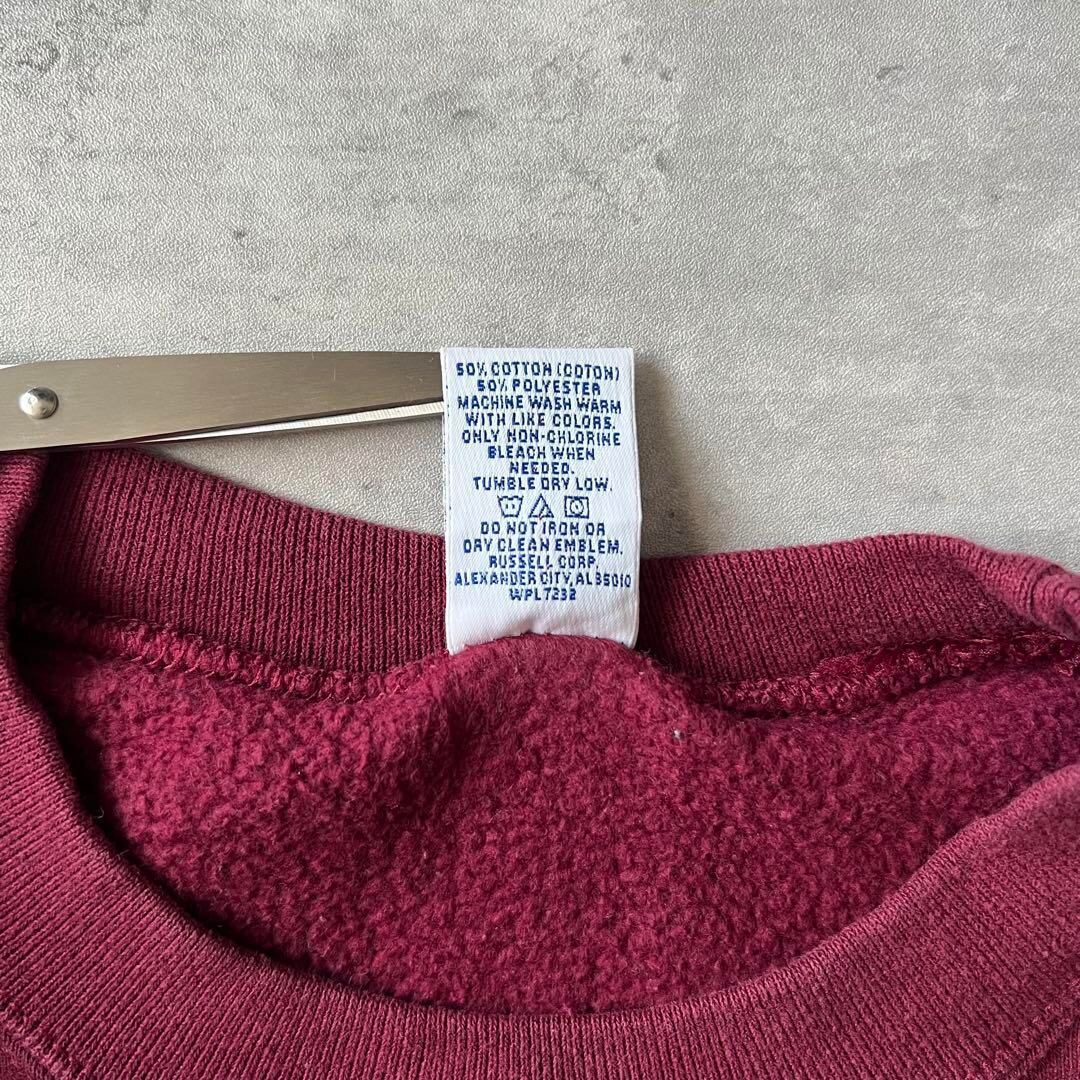 50% COTTON (COTON)
50% POLYESTER
MACHINE WASH WARM
WITH LIKE COLORS.
ONLY NON-CHLORINE
BLEACH WHEN
NEEDED.
TUMBLE DRY LOW.
DO NOT IRON OR
DRY CLEAN EMBLEM.
RUSSELL CORP.
ALEXANDER CITY, AL 35010
WPL 7232